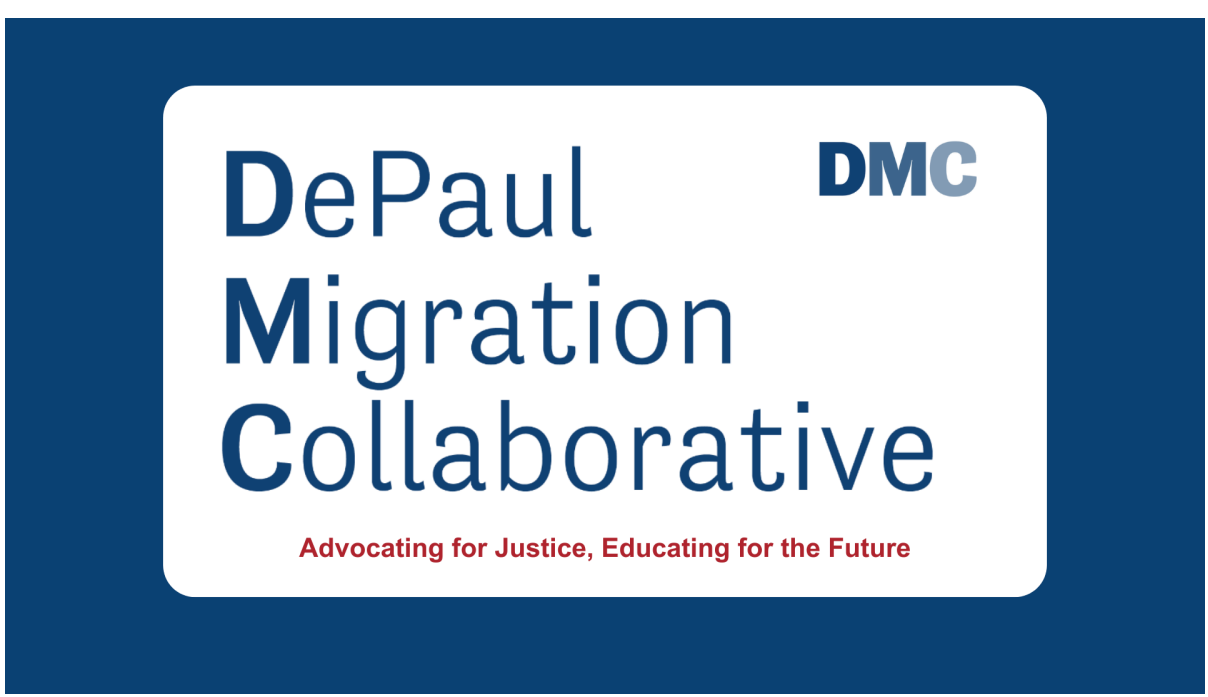 DePaul
DMC
Migration
Collaborative
Advocating for Justice, Educating for the Future